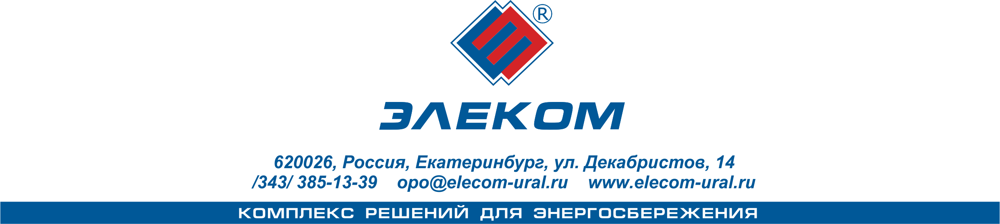 ®
ЭЛЕКОМ
620026, Россия, Екатеринбург, ул. Декабристов, 14
/343/ 385-13-39 opo@elecom-ural.ru www.elecom-ural.ru
КОМПЛЕКС РЕШЕНИЙ ДЛЯ ЭНЕРГОСБЕРЕЖЕНИЯ